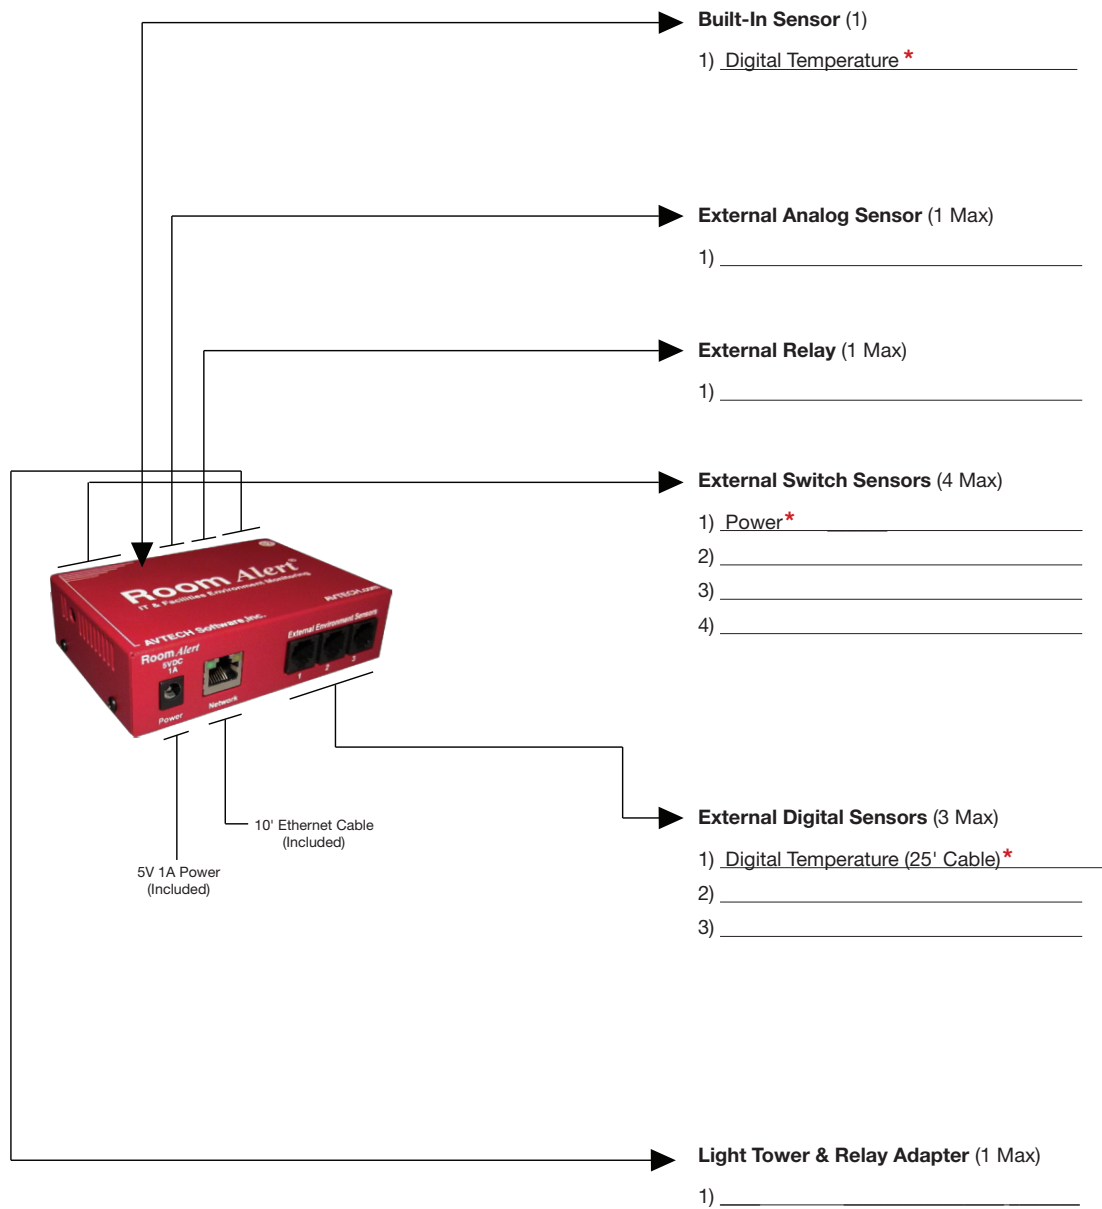 Built-In Sensor (1)
1) Digital Temperature *
External Analog Sensor (1 Max)
1)
External Relay (1 Max)
1)
External Switch Sensors (4 Max)
1) Power*
2)
3)
4)
Room Alert®
IT & Facilities Environment Monitoring
AVTECH Software, Inc.
AVTECH.com
Room Alert
5VDC
1A
Power
Network
External Environment Sensors
1 2 3
10' Ethernet Cable
(Included)
5V 1A Power
(Included)
External Digital Sensors (3 Max)
1) Digital Temperature (25' Cable)*
2)
3)
Light Tower & Relay Adapter (1 Max)
1)